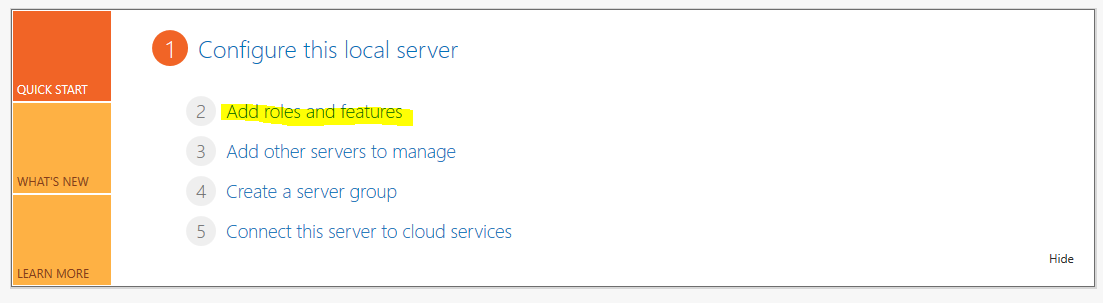 QUICK START
WHAT'S NEW
LEARN MORE
1 Configure this local server
2 Add roles and features
3 Add other servers to manage
4 Create a server group
5 Connect this server to cloud services
Hide